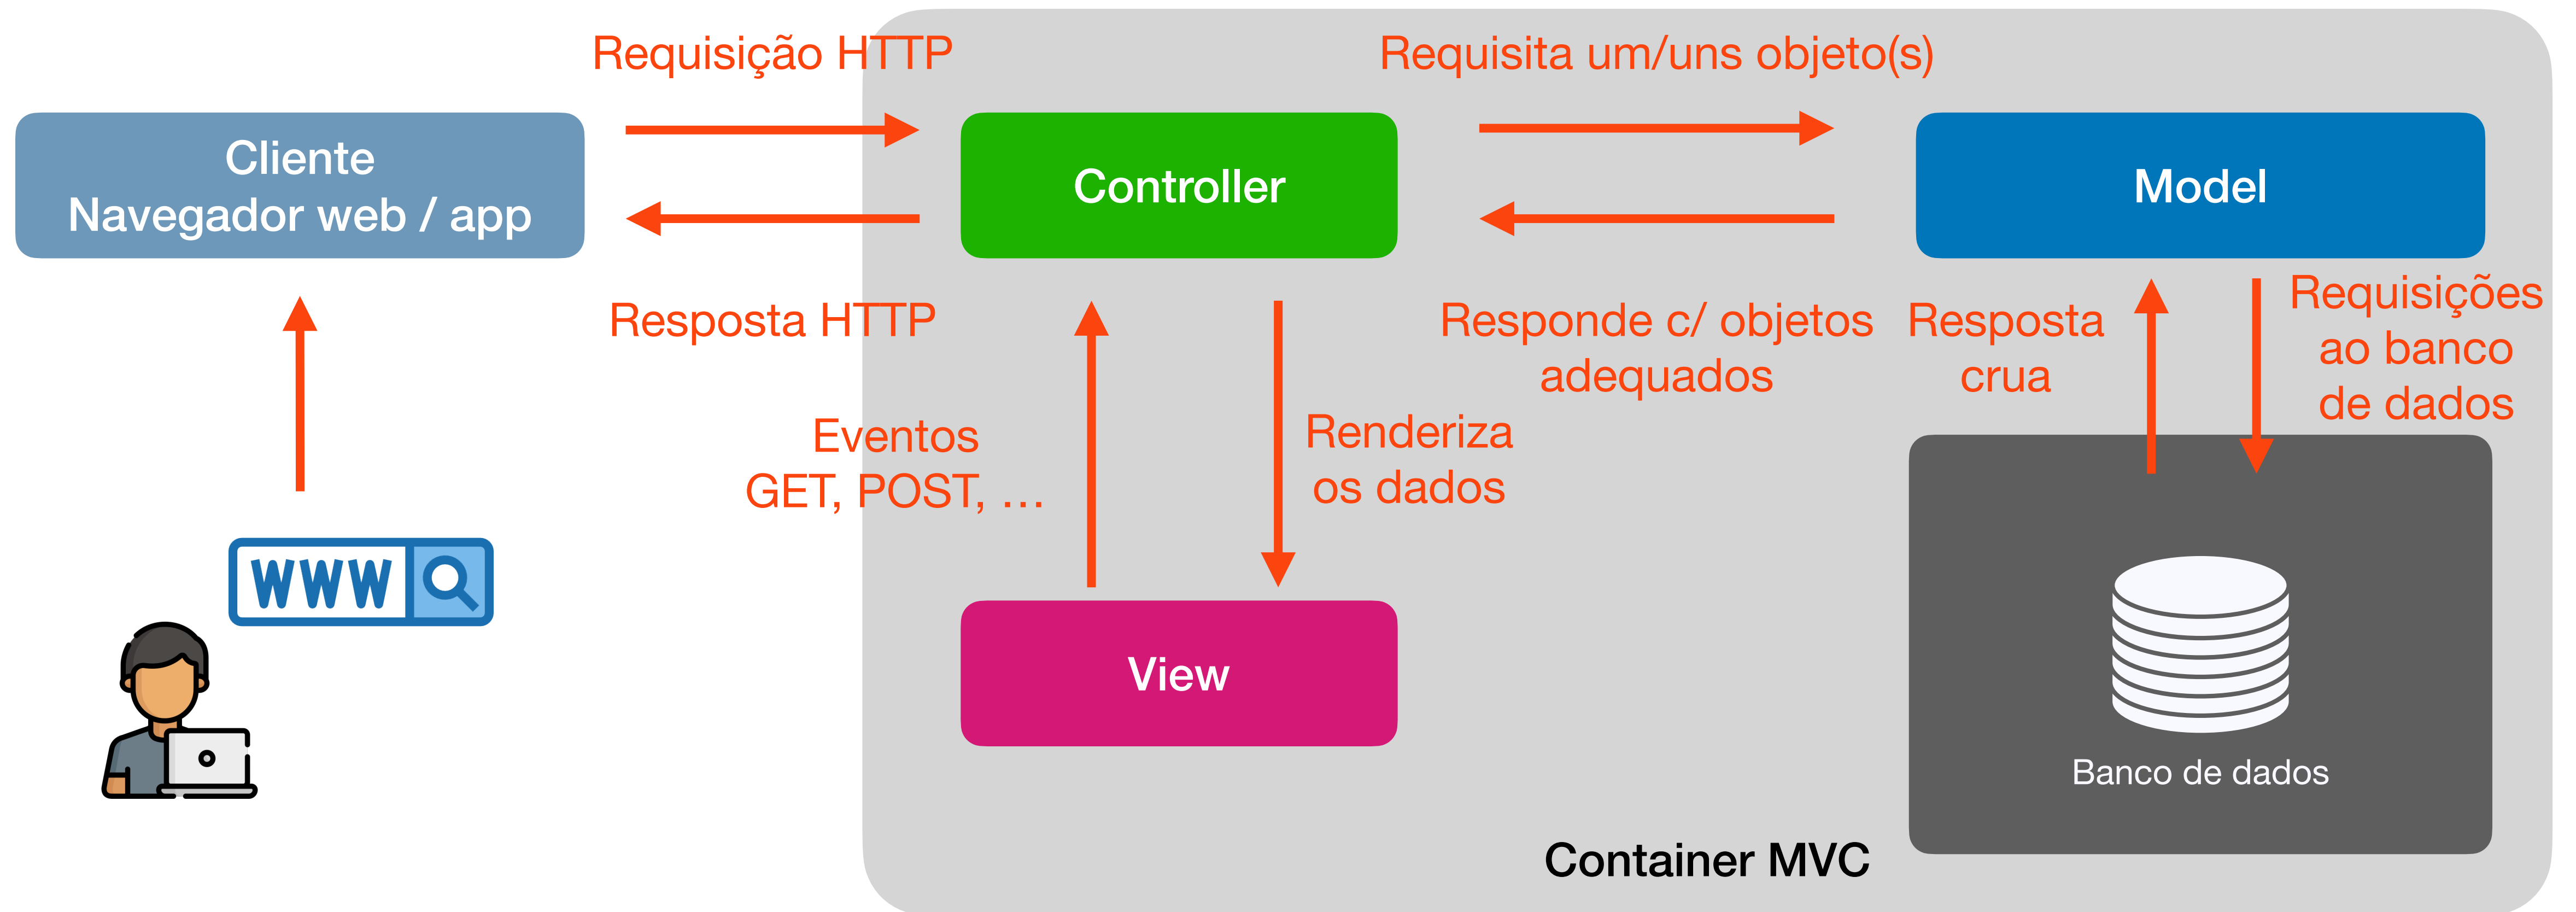 Requisição HTTP
Requisita um/uns objeto(s)
Cliente
Navegador web / app
Controller
Model
Resposta HTTP
Responde c/ objetos
adequados
Resposta
crua
Requisições
ao banco
de dados
Eventos
GET, POST, …
Renderiza
os dados
WWW
View
Banco de dados
Container MVC